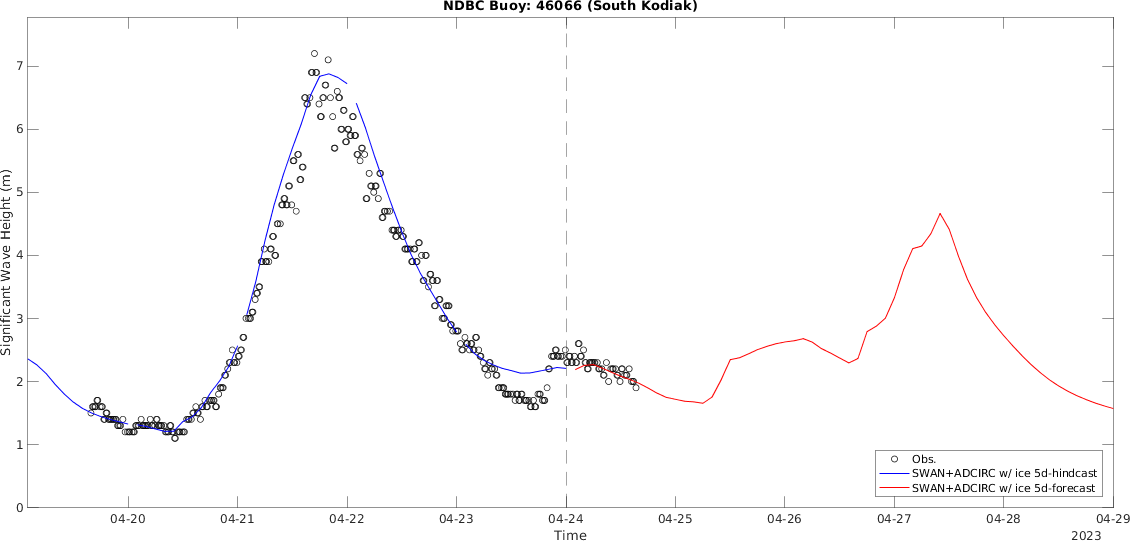 NDBC Buoy: 46066 (South Kodiak)
7
6
5
4
3
2
1
0
Significant Wave Height (m)
Obs.
SWAN+ADCIRC w/ ice 5d-hindcast
SWAN+ADCIRC w/ ice 5d-forecast
04-20 04-21 04-22 04-23 04-24 04-25 04-26 04-27 04-28 04-29
Time
2023